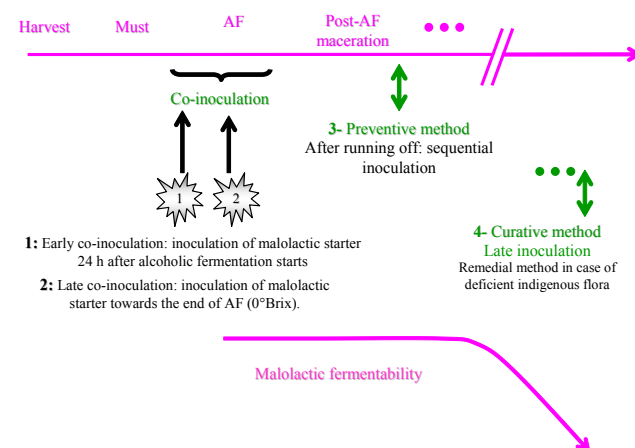 Harvest
Must
AF
Post-AF
maceration
Co-inoculation
3- Preventive method
After running off: sequential
inoculation
1
2
4- Curative method
Late inoculation
Remedial method in case of
deficient indigenous flora
1: Early co-inoculation: inoculation of malolactic starter
24 h after alcoholic fermentation starts
2: Late co-inoculation: inoculation of malolactic
starter towards the end of AF (0°Brix).
Malolactic fermentability